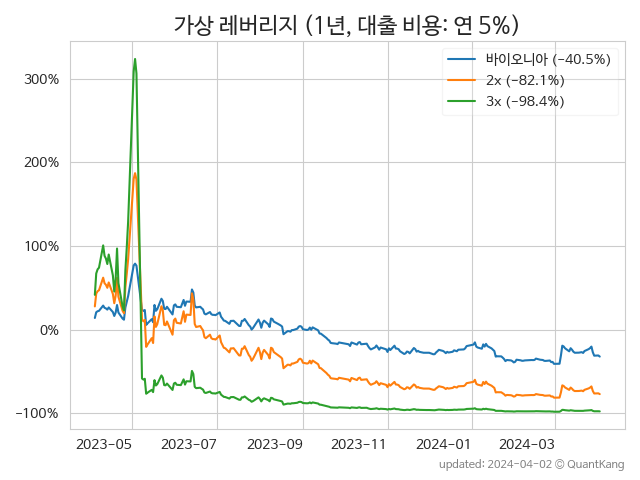 가상 레버리지 (1년, 대출 비용: 연 5%)
바이오니아 (−40.5%)
2x (−82.1%)
3x (−98.4%)
300%
200%
100%
0%
−100%
2023−05 2023−07 2023−09 2023−11 2024−01 2024−03
updated: 2024-04-02 © QuantKang